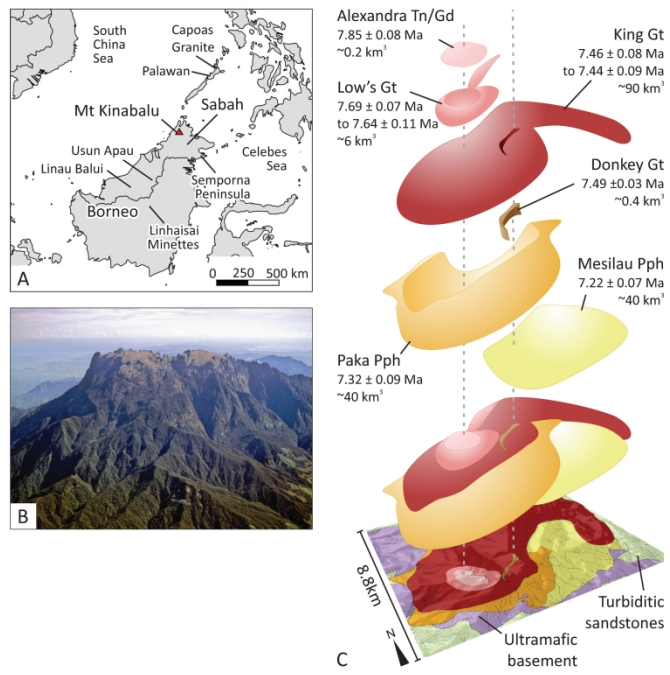 South
China
Sea
Capoas
Granite
Palawan
Mt Kinabalu
Sabah
Usun Apau
Linau Balui
Celebes
Sea
Semporna
Peninsula
Borneo
Linhaisai
Minettes
0 250 500 km
A
B
Alexandra Tn/Gd
7.85 ± 0.08 Ma
~0.2 km³
Low's Gt
7.69 ± 0.07 Ma
to 7.64 ± 0.11 Ma
~6 km³
King Gt
7.46 ± 0.08 Ma
to 7.44 ± 0.09 Ma
~90 km³
Donkey Gt
7.49 ±0.03 Ma
~0.4 km³
Mesilau Pph
7.22 ± 0.07 Ma
~40 km³
Paka Pph
7.32 ± 0.09 Ma
~40 km³
8.8km
N
Turbiditic
sandstones
Ultramafic
basement
C